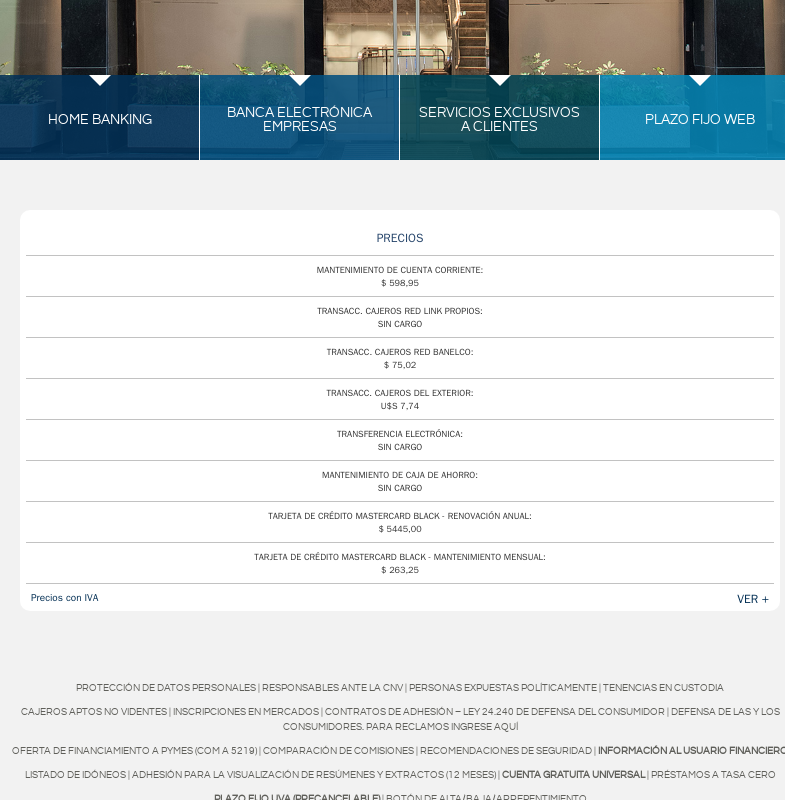 HOME BANKING
BANCA ELECTRÓNICA
EMPRESAS
SERVICIOS EXCLUSIVOS
A CLIENTES
PLAZO FIJO WEB
PRECIOS
MANTENIMIENTO DE CUENTA CORRIENTE:
$ 598,95
TRANSACC. CAJEROS RED LINK PROPIOS:
SIN CARGO
TRANSACC. CAJEROS RED BANELCO:
$ 75,02
TRANSACC. CAJEROS DEL EXTERIOR:
U$S 7,74
TRANSFERENCIA ELECTRÓNICA:
SIN CARGO
MANTENIMIENTO DE CAJA DE AHORRO:
SIN CARGO
TARJETA DE CRÉDITO MASTERCARD BLACK - RENOVACIÓN ANUAL:
$ 5445,00
TARJETA DE CRÉDITO MASTERCARD BLACK - MANTENIMIENTO MENSUAL:
$ 263,25
Precios con IVA
VER +
PROTECCIÓN DE DATOS PERSONALES | RESPONSABLES ANTE LA CNV | PERSONAS EXPUESTAS POLÍTICAMENTE | TENENCIAS EN CUSTODIA
CAJEROS APTOS NO VIDENTES | INSCRIPCIONES EN MERCADOS | CONTRATOS DE ADHESIÓN – LEY 24.240 DE DEFENSA DEL CONSUMIDOR | DEFENSA DE LAS Y LOS
CONSUMIDORES. PARA RECLAMOS INGRESE AQUÍ
OFERTA DE FINANCIAMIENTO A PYMES (COM A 5219) | COMPARACIÓN DE COMISIONES | RECOMENDACIONES DE SEGURIDAD | INFORMACIÓN AL USUARIO FINANCIERO
LISTADO DE IDÓNEOS | ADHESIÓN PARA LA VISUALIZACIÓN DE RESÚMENES Y EXTRACTOS (12 MESES) | CUENTA GRATUITA UNIVERSAL | PRÉSTAMOS A TASA CERO
PLAZO FIJO UVA (PRECANCELABLE) | BOTÓN DE ALTA/BAJA/ARREPENTIMIENTO